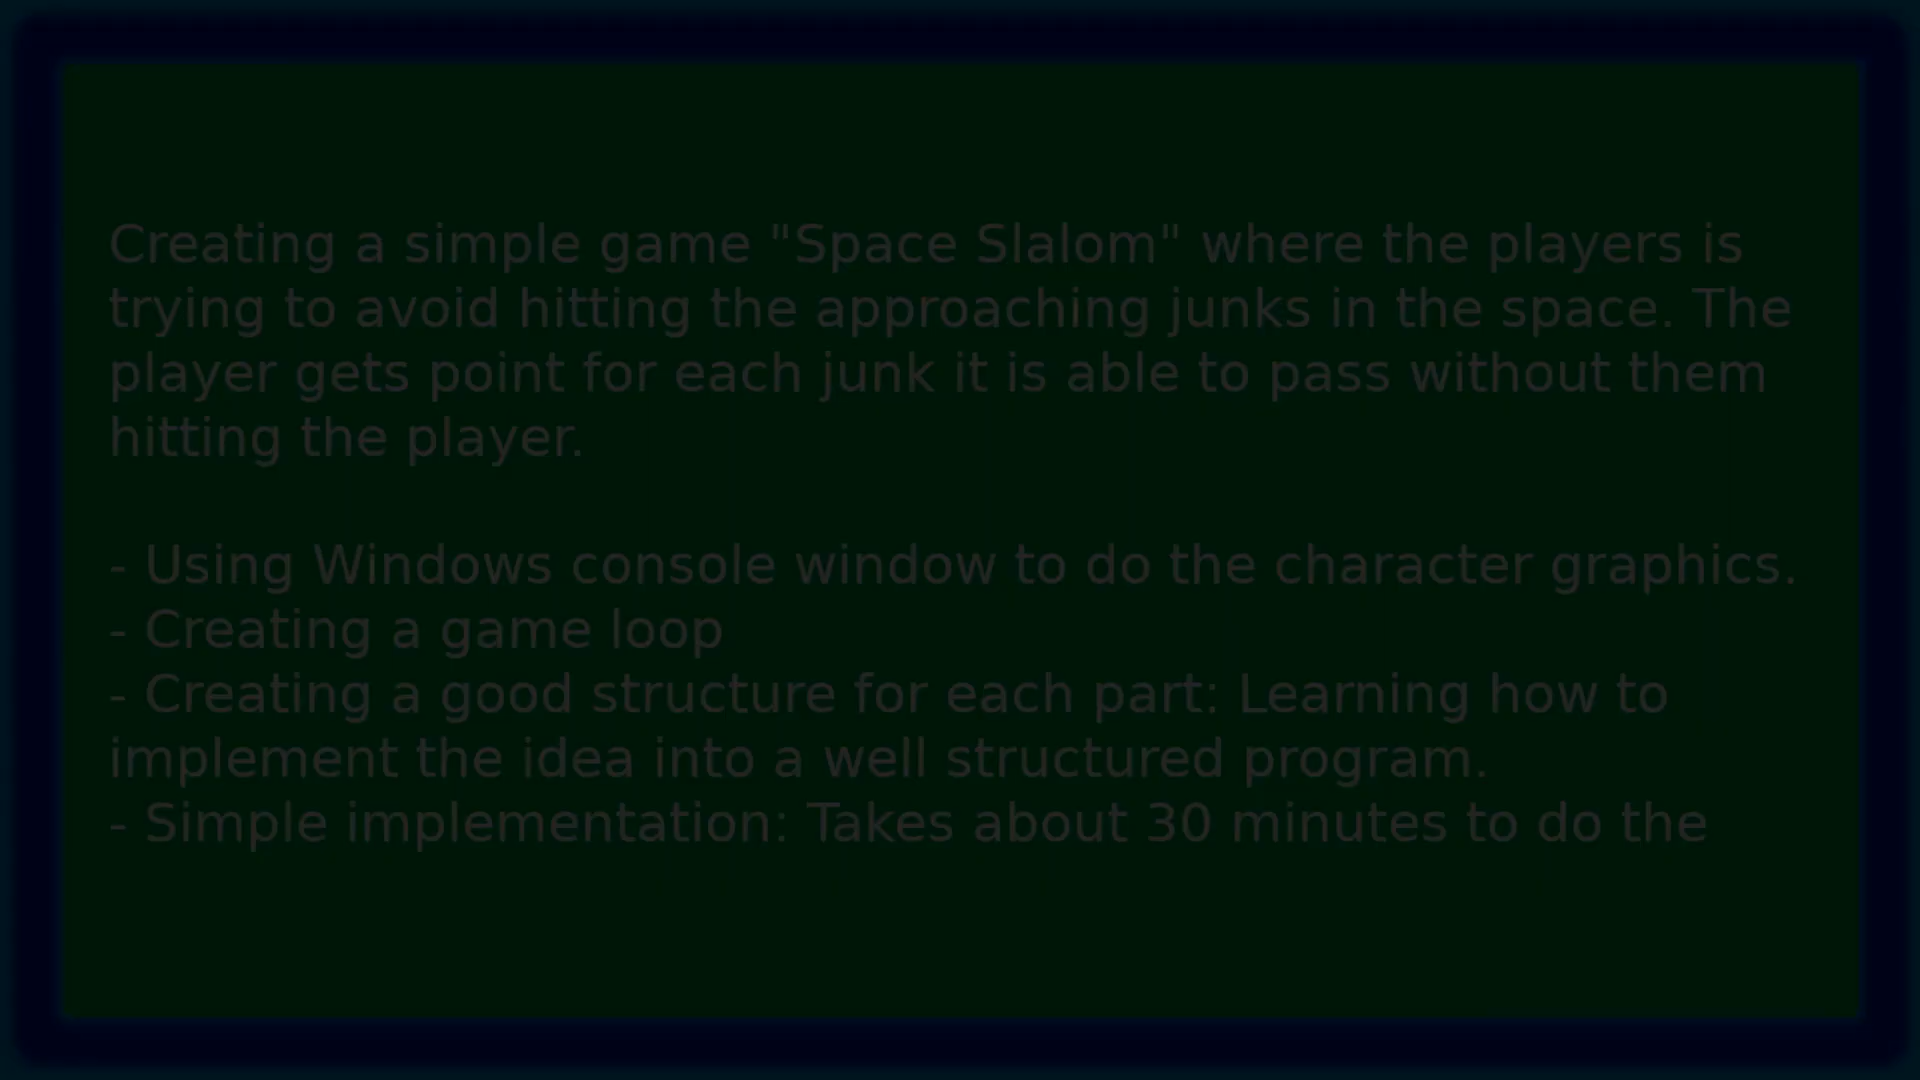 Creating a simple game "Space Slalom" where the players is
trying to avoid hitting the approaching junks in the space. The
player gets point for each junk it is able to pass without them
hitting the player.

- Using Windows console window to do the character graphics.
- Creating a game loop
- Creating a good structure for each part: Learning how to
implement the idea into a well structured program.
- Simple implementation: Takes about 30 minutes to do the